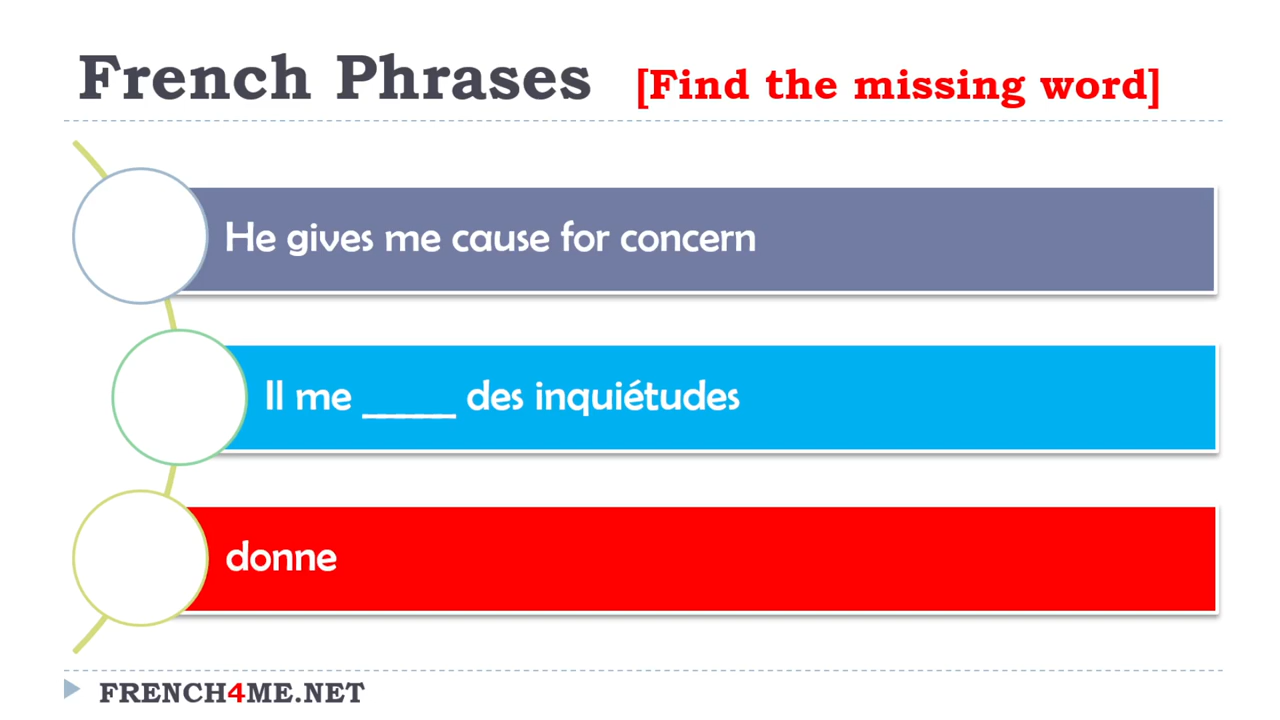 French Phrases [Find the missing word]
He gives me cause for concern
Il me _____ des inquiétudes
donne
FRENCH4ME.NET